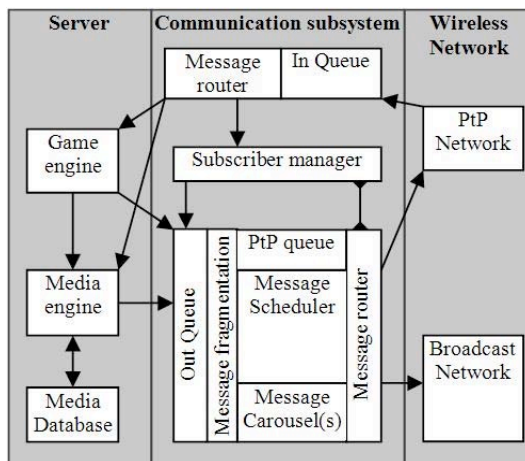 Server
Communication subsystem
Wireless
Network
Message
router
In Queue
Game
engine
Subscriber manager
PtP
Network
Media
engine
Out Queue
Message fragmentation
PtP queue
Message
Scheduler
Message
Carousel(s)
Message router
Media
Database
Broadcast
Network